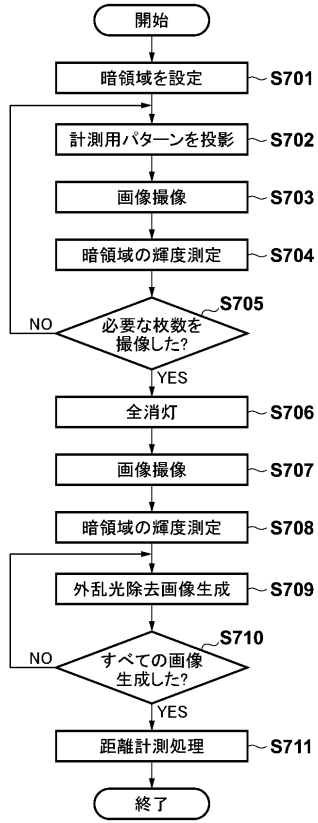 開始
暗領域を設定 S701
計測用パターンを投影 S702
画像撮像 S703
暗領域の輝度測定 S704
S705
必要な枚数を
撮像した?
NO
YES
全消灯 S706
画像撮像 S707
暗領域の輝度測定 S708
外乱光除去画像生成 S709
S710
すべての画像
生成した?
NO
YES
距離計測処理 S711
終了